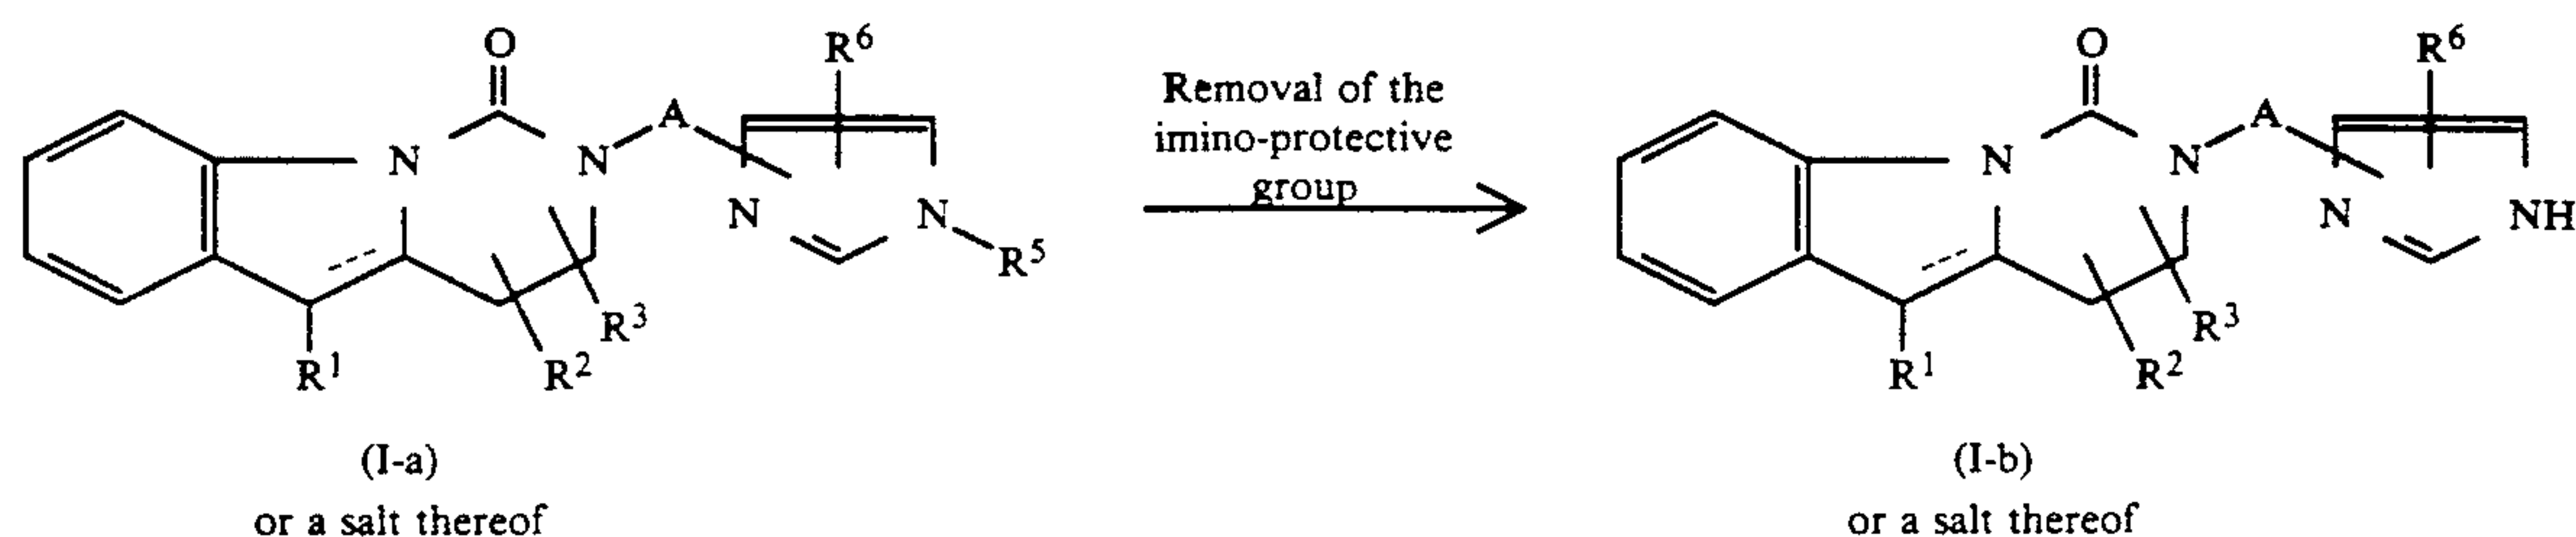 O
R⁶
A
N
N
N
N
R⁵
R³
R²
R¹
(I-a)
or a salt thereof
Removal of the
imino-protective
group
O
R⁶
A
N
N
N
NH
R³
R²
R¹
(I-b)
or a salt thereof